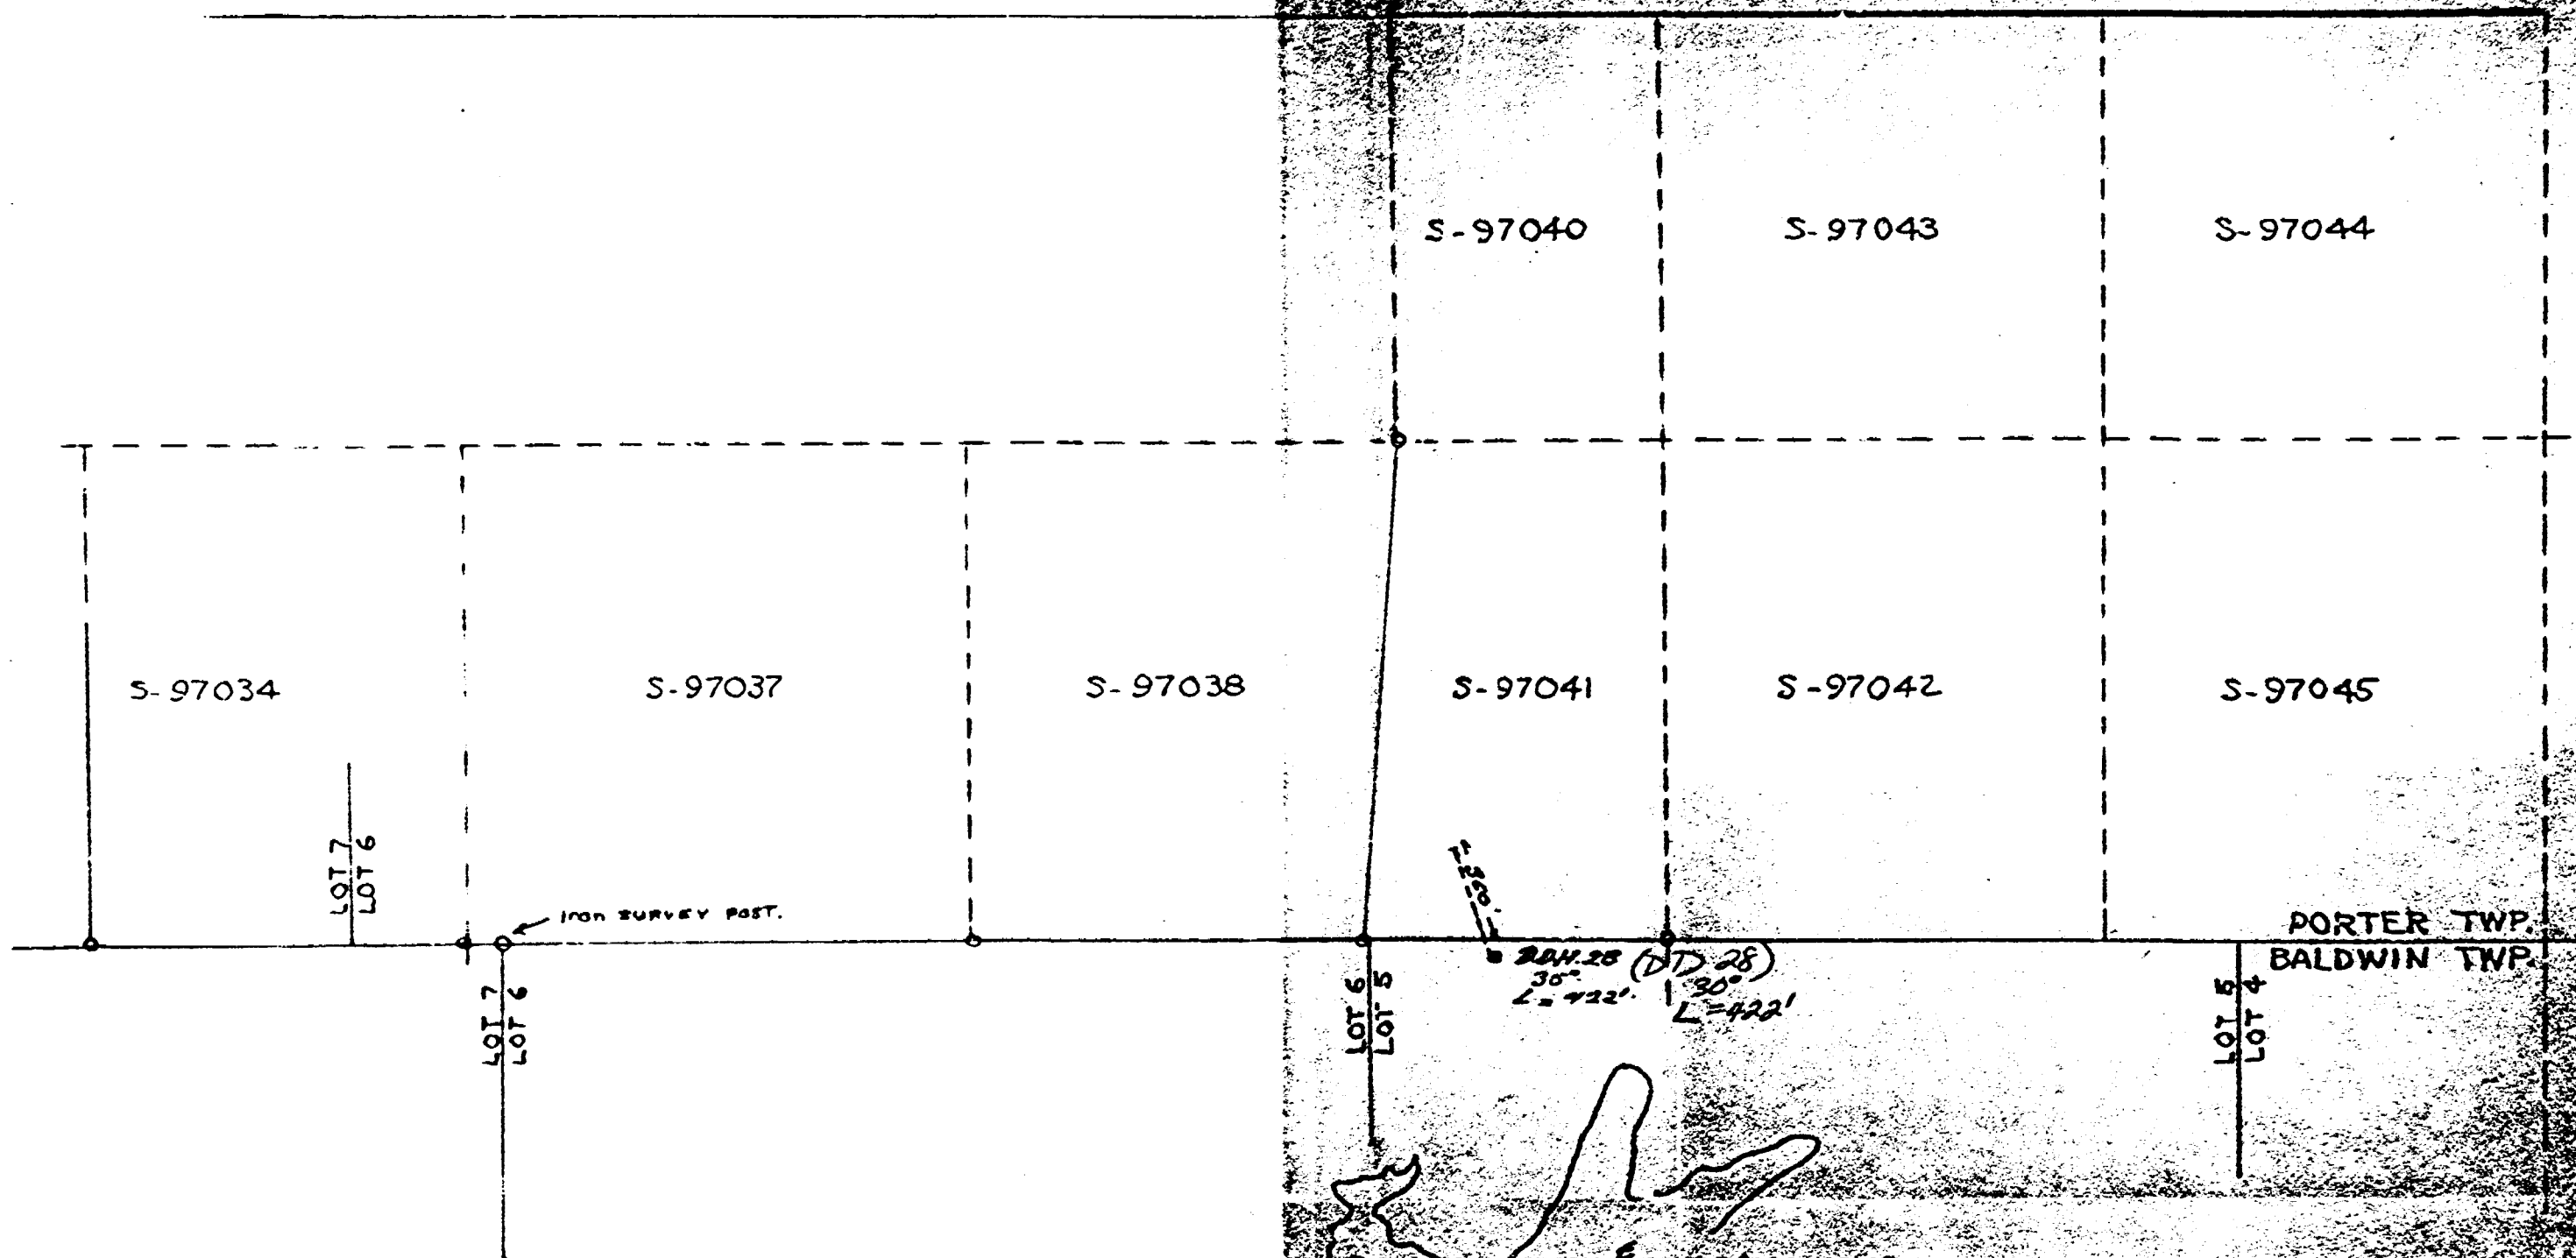 S-97040
S-97043
S-97044
S-97034
S-97037
S-97038
S-97041
S-97042
S-97045
LOT 7
LOT 6
Iron SURVEY POST.
PORTER TWP.
BALDWIN TWP.
D.D.H. 28
30°
L = 422'.
(DD 28)
30°
L = 422'
LOT 7
LOT 6
LOT 6
LOT 5
LOT 5
LOT 4